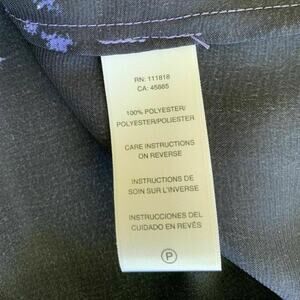 RN: 111818
CA: 45885
100% POLYESTER/
POLYESTER/POLIESTER
CARE INSTRUCTIONS
ON REVERSE
INSTRUCTIONS DE
SOIN SUR L'INVERSE
INSTRUCCIONES DEL
CUIDADO EN REVÉS
P